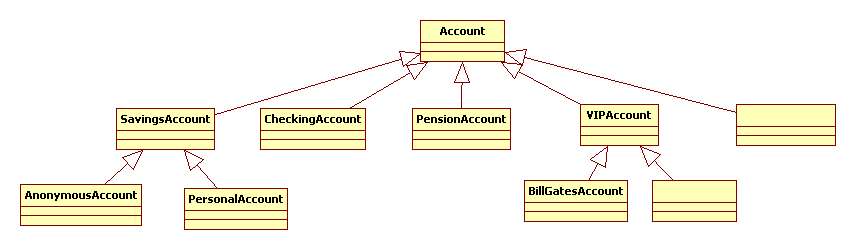 Account
SavingsAccount
CheckingAccount
PensionAccount
VIPAccount
AnonymousAccount
PersonalAccount
BillGatesAccount